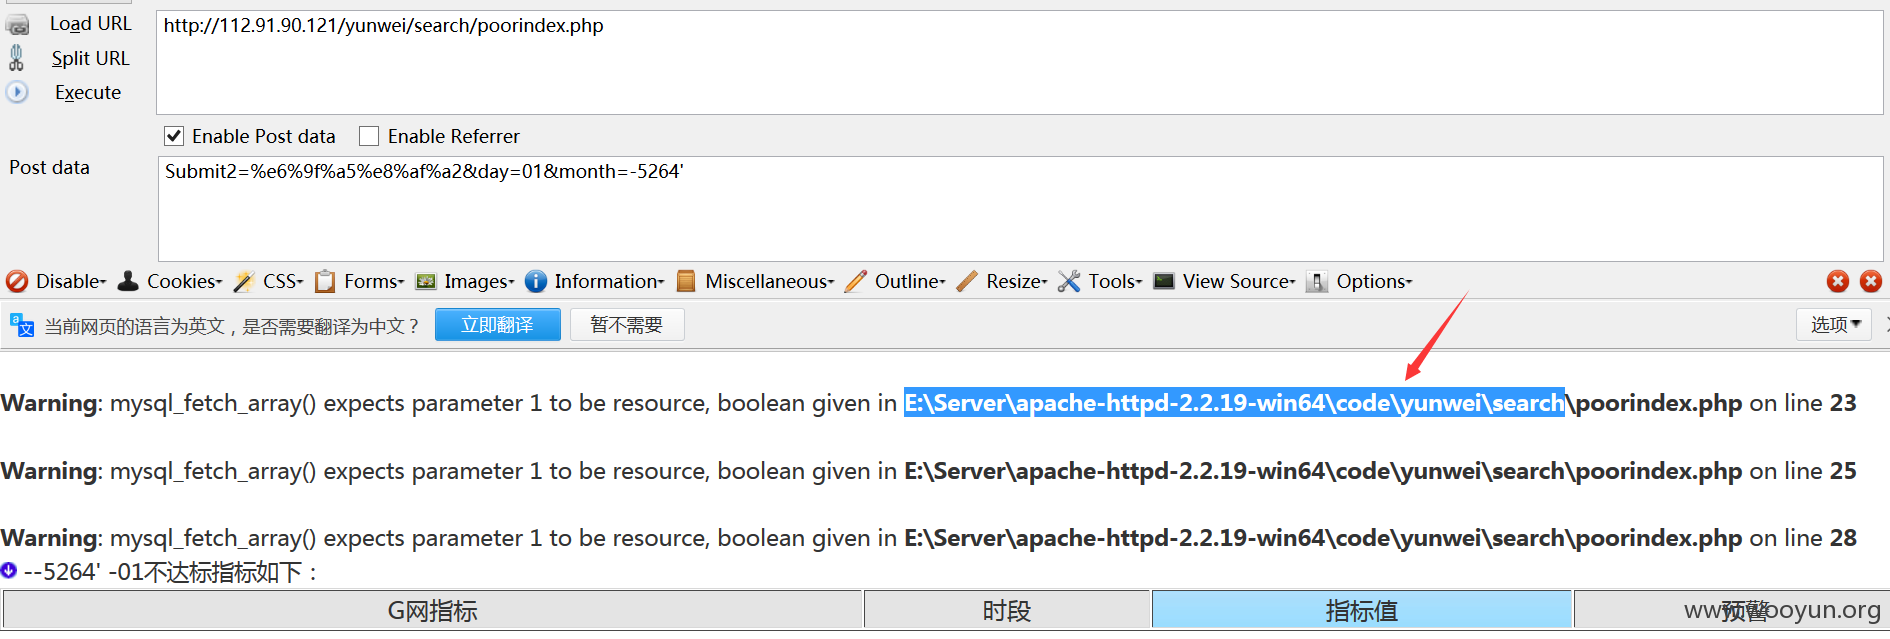 Load URL
http://112.91.90.121/yunwei/search/poorindex.php
Split URL
Execute
Enable Post data Enable Referrer
Post data
Submit2=%e6%9f%a5%e8%af%a2&day=01&month=-5264'
Disable Cookies CSS Forms Images Information Miscellaneous Outline Resize Tools View Source Options
当前网页的语言为英文，是否需要翻译为中文？ 立即翻译 暂不需要 选项
Warning: mysql_fetch_array() expects parameter 1 to be resource, boolean given in E:\Server\apache-httpd-2.2.19-win64\code\yunwei\search\poorindex.php on line 23
Warning: mysql_fetch_array() expects parameter 1 to be resource, boolean given in E:\Server\apache-httpd-2.2.19-win64\code\yunwei\search\poorindex.php on line 25
Warning: mysql_fetch_array() expects parameter 1 to be resource, boolean given in E:\Server\apache-httpd-2.2.19-win64\code\yunwei\search\poorindex.php on line 28
--5264' -01不达标指标如下：
G网指标 时段 指标值 预警
www.wooyun.org